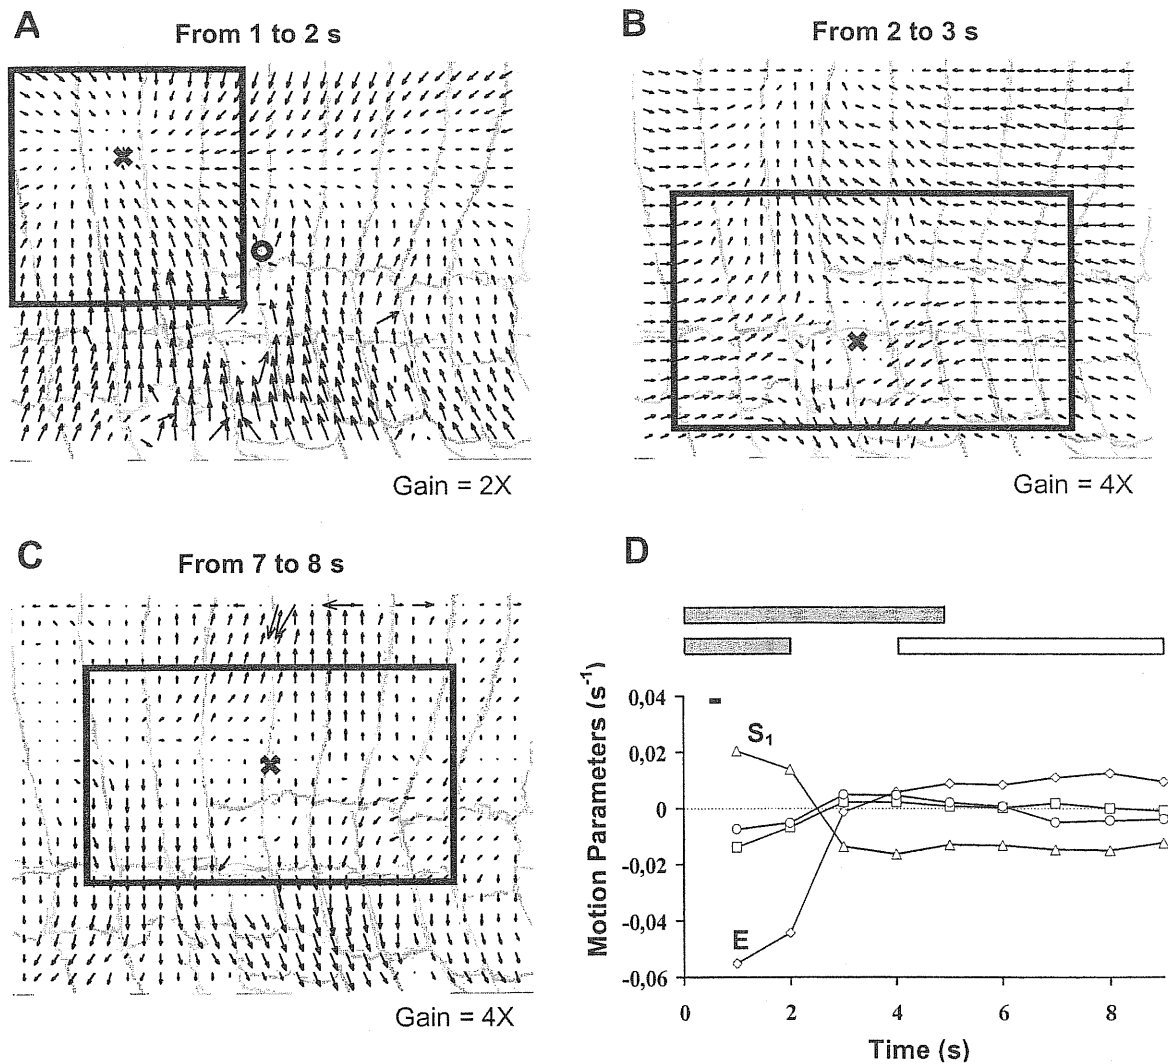 A
From 1 to 2 s
Gain = 2X
B
From 2 to 3 s
Gain = 4X
C
From 7 to 8 s
Gain = 4X
D
Motion Parameters (s⁻¹)
0,04
0,02
0
-0,02
-0,04
-0,06
S₁
E
0 2 4 6 8
Time (s)